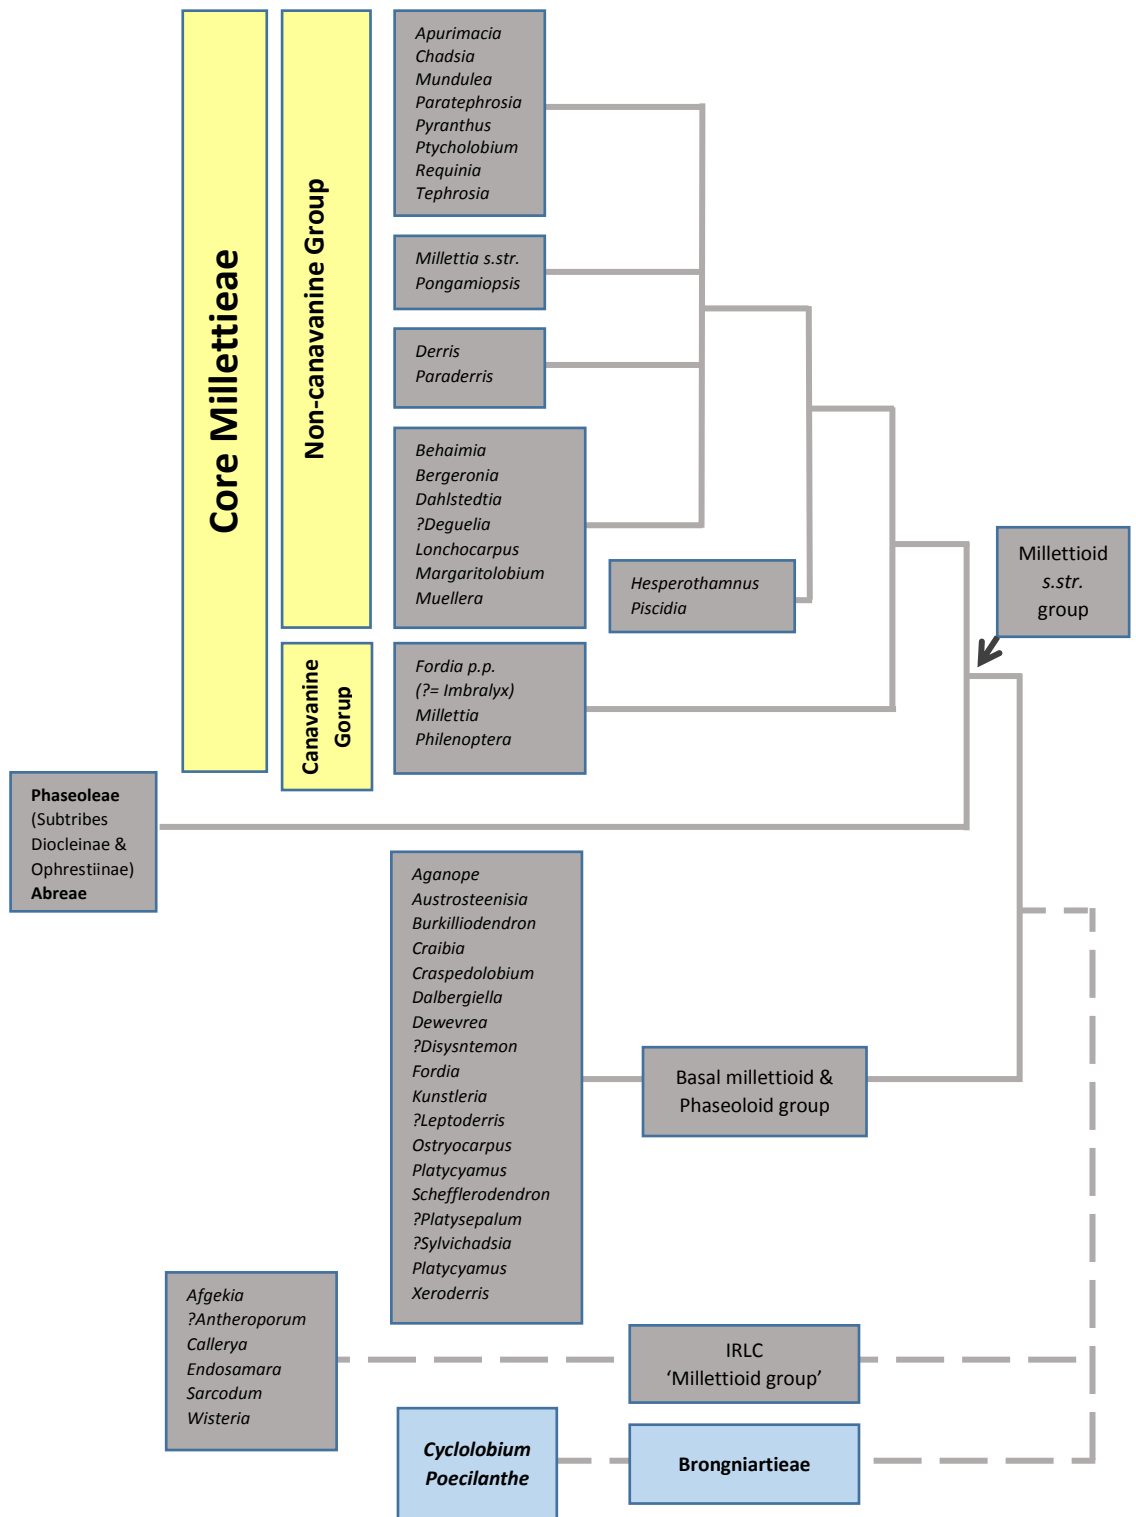 Core Millettieae
Non-canavanine Group
Apurimacia
Chadsia
Mundulea
Paratephrosia
Pyranthus
Ptycholobium
Requinia
Tephrosia
Millettia s.str.
Pongamiopsis
Derris
Paraderris
Behaimia
Bergeronia
Dahlstedtia
?Deguelia
Lonchocarpus
Margaritolobium
Muellera
Hesperothamnus
Piscidia
Millettioid
s.str.
group
Canavanine
Gorup
Fordia p.p.
(?= Imbralyx)
Millettia
Philenoptera
Phaseoleae
(Subtribes
Diocleinae &
Ophrestiinae)
Abreae
Aganope
Austrosteenisia
Burkilliodendron
Craibia
Craspedolobium
Dalbergiella
Dewevrea
?Disysntemon
Fordia
Kunstleria
?Leptoderris
Ostryocarpus
Platycyamus
Schefflerodendron
?Platysepalum
?Sylvichadsia
Platycyamus
Xeroderris
Basal millettioid &
Phaseoloid group
Afgekia
?Antheroporum
Callerya
Endosamara
Sarcodum
Wisteria
IRLC
‘Millettioid group’
Cyclolobium
Poecilanthe
Brongniartieae